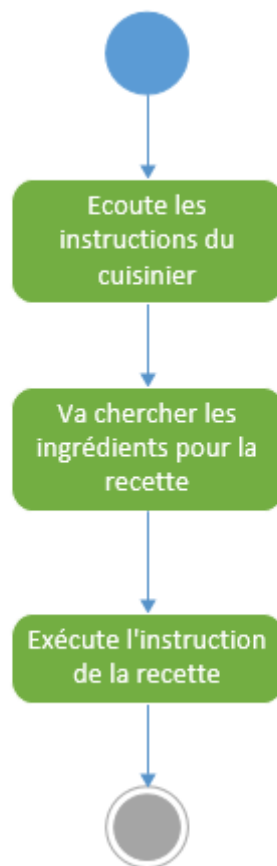 Ecoute les
instructions du
cuisinier
Va chercher les
ingrédients pour la
recette
Exécute l'instruction
de la recette